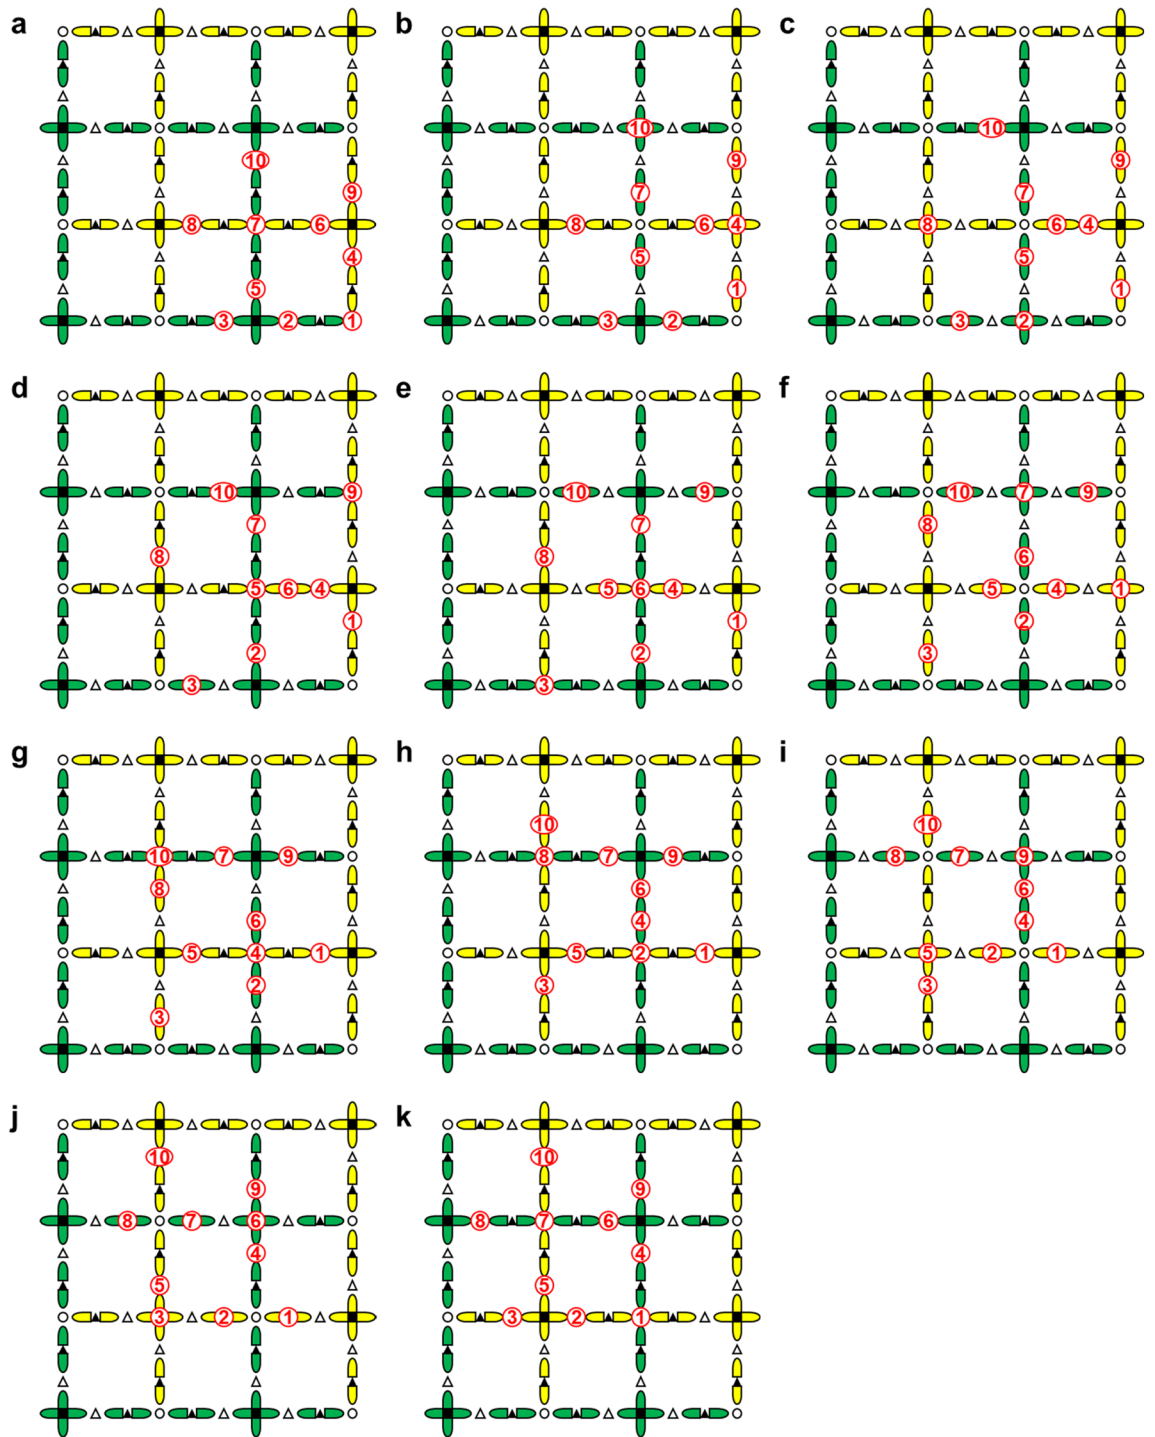 a b c
10 10 10
9 9 9
7 7
8 7 6 8 6 4 8 6 4
4 5 5
5 1 1
3 2 1 3 2 3 2
d e f
10 9 10 9 10 7 9
7 7 8
8 8 6
5 6 4 5 6 4 5 4 1
1 1 2
2 2 3
3 3
g h i
10 10
10 7 9 8 7 9 8 7 9
8 6 6
6 4 4
5 4 1 5 2 1 5 2 1
2 3 3
3
j k
10 10
9 9
8 7 6 8 7 6
4 4
5 5
3 2 1 3 2 1